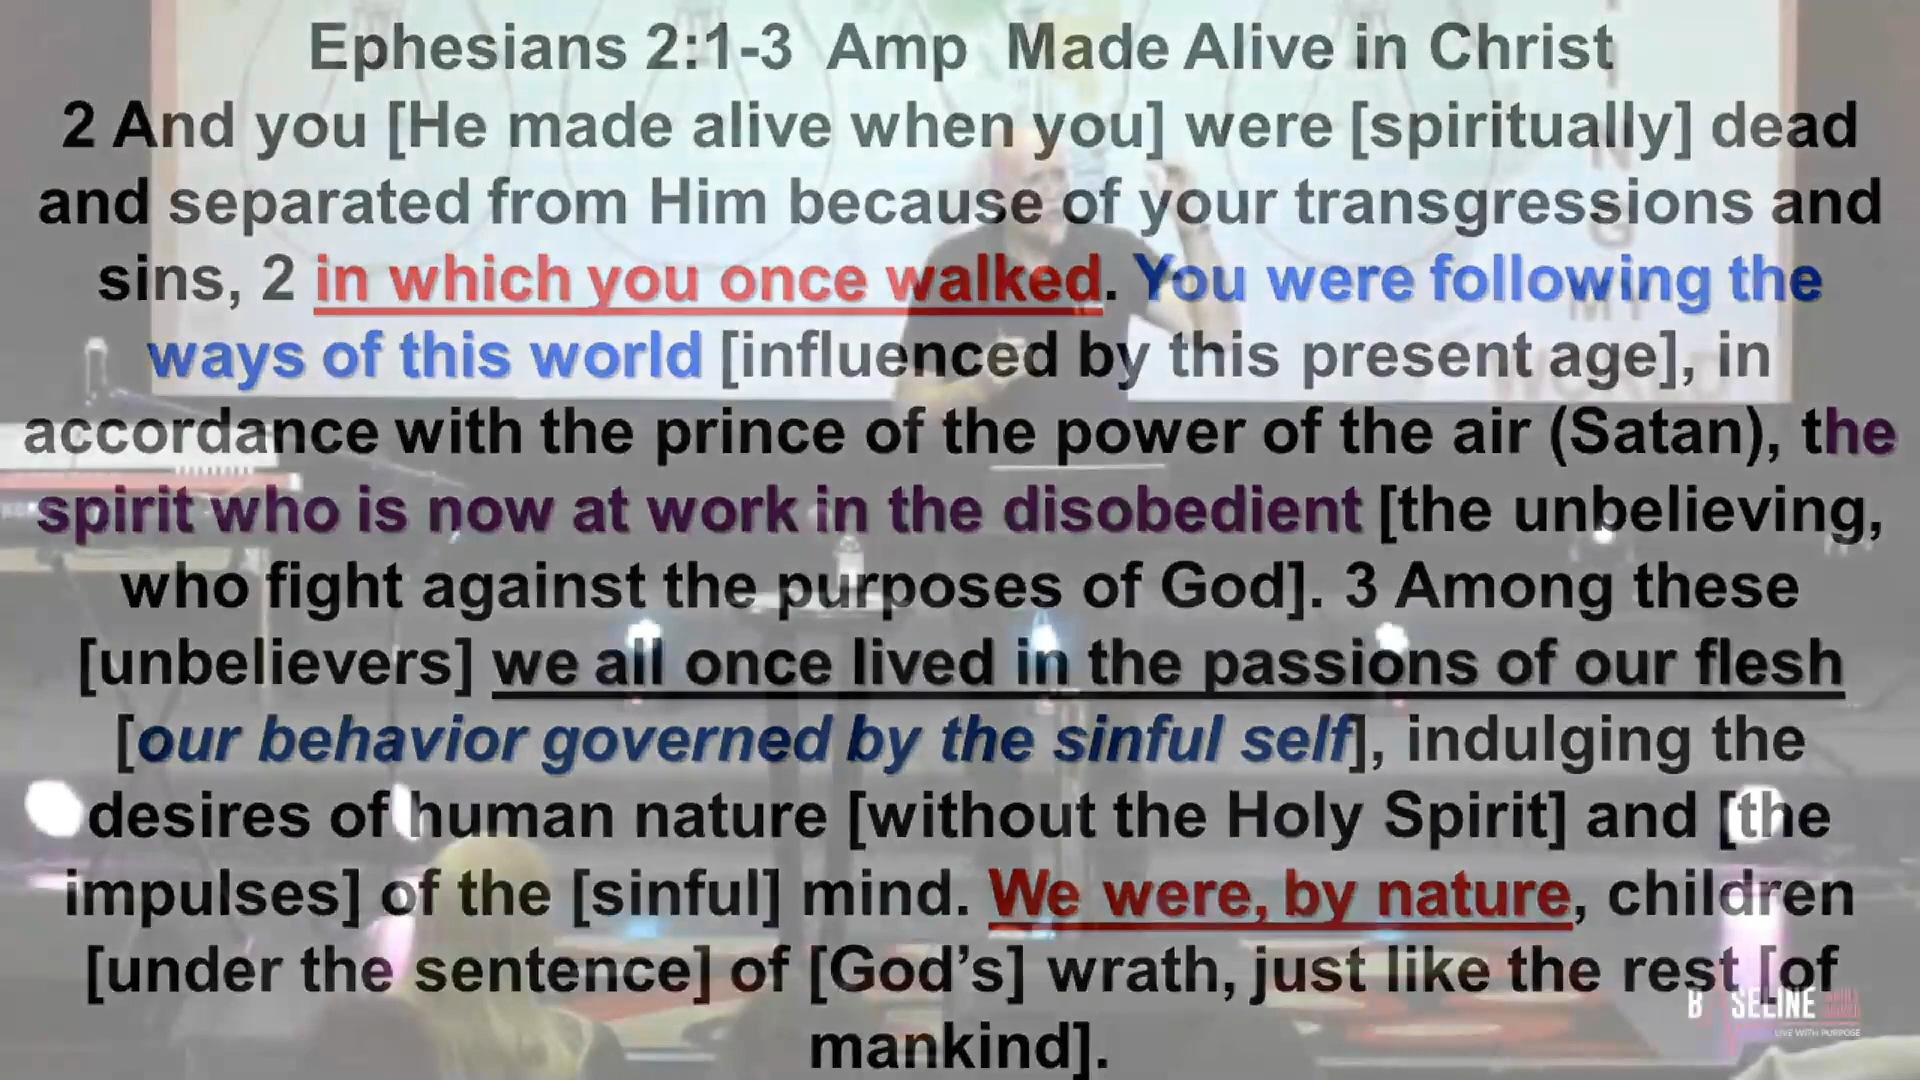 Ephesians 2:1-3 Amp Made Alive in Christ
2 And you [He made alive when you] were [spiritually] dead
and separated from Him because of your transgressions and
sins, 2 in which you once walked. You were following the
ways of this world [influenced by this present age], in
accordance with the prince of the power of the air (Satan), the
spirit who is now at work in the disobedient [the unbelieving,
who fight against the purposes of God]. 3 Among these
[unbelievers] we all once lived in the passions of our flesh
[our behavior governed by the sinful self], indulging the
desires of human nature [without the Holy Spirit] and [the
impulses] of the [sinful] mind. We were, by nature, children
[under the sentence] of [God’s] wrath, just like the rest [of
mankind].
B SELINE
LIVE WITH PURPOSE